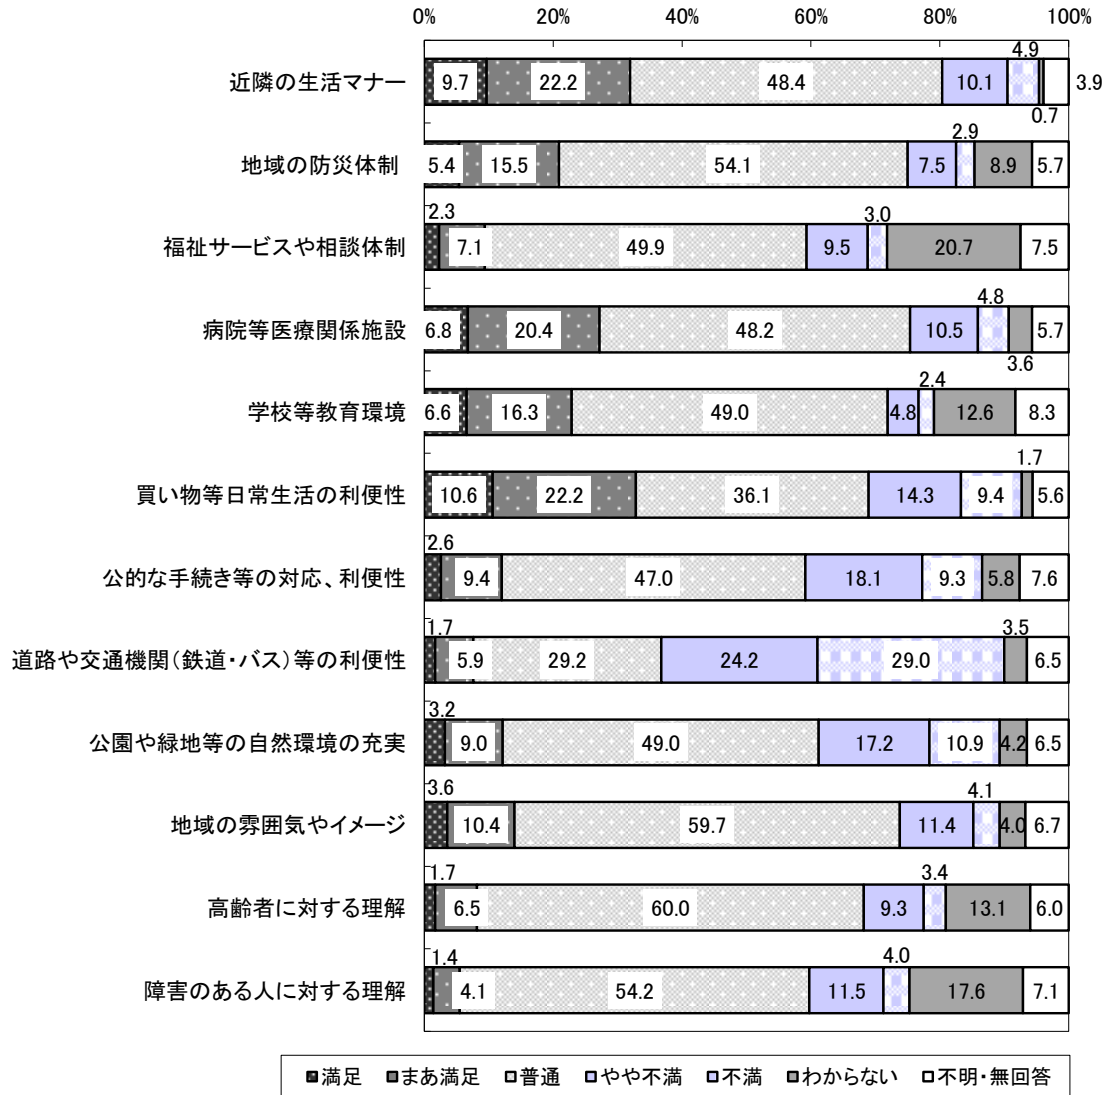 0% 20% 40% 60% 80% 100%
近隣の生活マナー 9.7 22.2 48.4 10.1 4.9 0.7 3.9
地域の防災体制 5.4 15.5 54.1 7.5 2.9 8.9 5.7
福祉サービスや相談体制 2.3 7.1 49.9 9.5 3.0 20.7 7.5
病院等医療関係施設 6.8 20.4 48.2 10.5 4.8 3.6 5.7
学校等教育環境 6.6 16.3 49.0 4.8 2.4 12.6 8.3
買い物等日常生活の利便性 10.6 22.2 36.1 14.3 9.4 1.7 5.6
公的な手続き等の対応、利便性 2.6 9.4 47.0 18.1 9.3 5.8 7.6
道路や交通機関(鉄道・バス)等の利便性 1.7 5.9 29.2 24.2 29.0 3.5 6.5
公園や緑地等の自然環境の充実 3.2 9.0 49.0 17.2 10.9 4.2 6.5
地域の雰囲気やイメージ 3.6 10.4 59.7 11.4 4.1 4.0 6.7
高齢者に対する理解 1.7 6.5 60.0 9.3 3.4 13.1 6.0
障害のある人に対する理解 1.4 4.1 54.2 11.5 4.0 17.6 7.1
満足 まあ満足 普通 やや不満 不満 わからない 不明・無回答